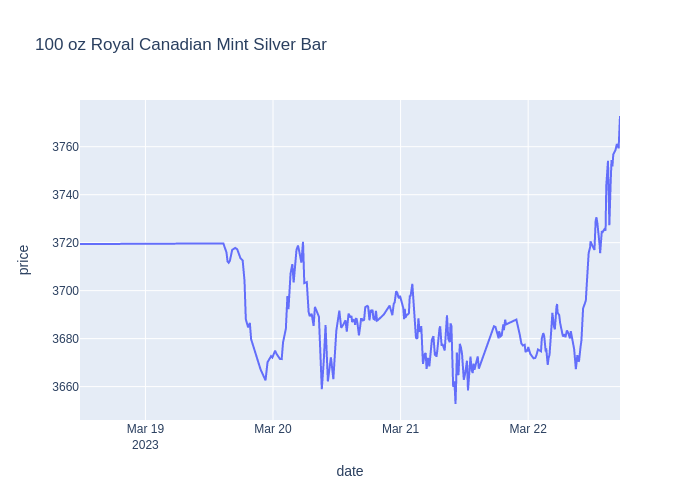 100 oz Royal Canadian Mint Silver Bar
3760
3740
3720
3700
3680
3660
price
Mar 19
2023
Mar 20
Mar 21
Mar 22
date